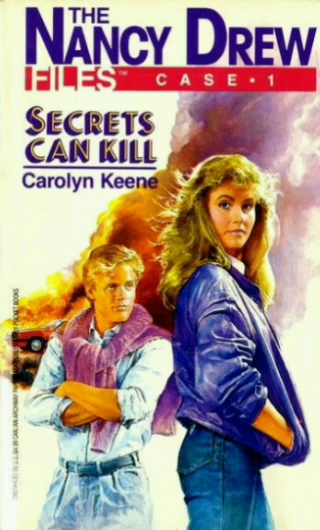 THE
NANCY DREW
FILES™ CASE • 1
SECRETS
CAN KILL
Carolyn Keene